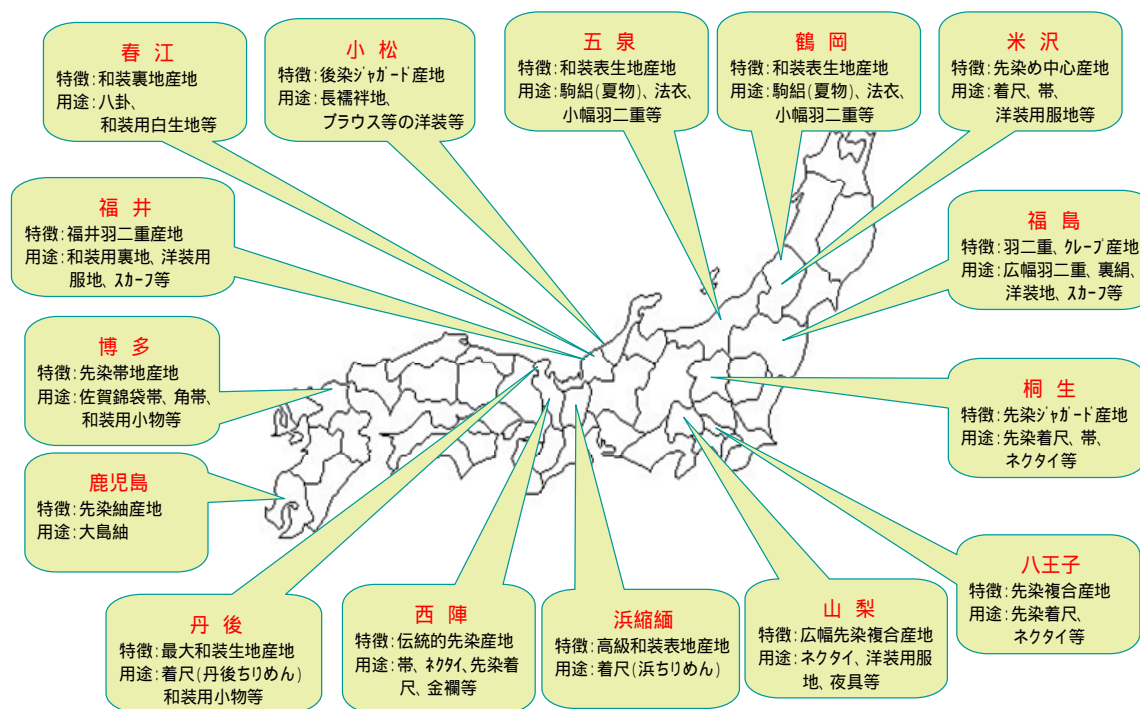 春 江
特徴：和装裏地産地
用途：八卦、
和装用白生地等
小 松
特徴：後染ｼﾞｬｶﾞｰﾄﾞ産地
用途：長襦袢地、
ブラウス等の洋装等
五 泉
特徴：和装表生地産地
用途：駒絽(夏物)、法衣、
小幅羽二重等
鶴 岡
特徴：和装表生地産地
用途：駒絽(夏物)、法衣、
小幅羽二重等
米 沢
特徴：先染め中心産地
用途：着尺、帯、
洋装用服地等
福 井
特徴：福井羽二重産地
用途：和装用裏地、洋装用
服地、ｽｶｰﾌ等
福 島
特徴：羽二重、ｸﾚｰﾌﾟ産地
用途：広幅羽二重、裏絹、
洋装地、ｽｶｰﾌ等
博 多
特徴：先染帯地産地
用途：佐賀錦袋帯、角帯、
和装用小物等
桐 生
特徴：先染ｼﾞｬｶﾞｰﾄﾞ産地
用途：先染着尺、帯、
ネクタイ等
鹿児島
特徴：先染紬産地
用途：大島紬
八王子
特徴：先染複合産地
用途：先染着尺、
ネクタイ等
丹 後
特徴：最大和装生地産地
用途：着尺(丹後ちりめん)
和装用小物等
西 陣
特徴：伝統的先染産地
用途：帯、ﾈｸﾀｲ、先染着
尺、金襴等
浜縮緬
特徴：高級和装表地産地
用途：着尺(浜ちりめん)
山 梨
特徴：広幅先染複合産地
用途：ネクタイ、洋装用服
地、夜具等